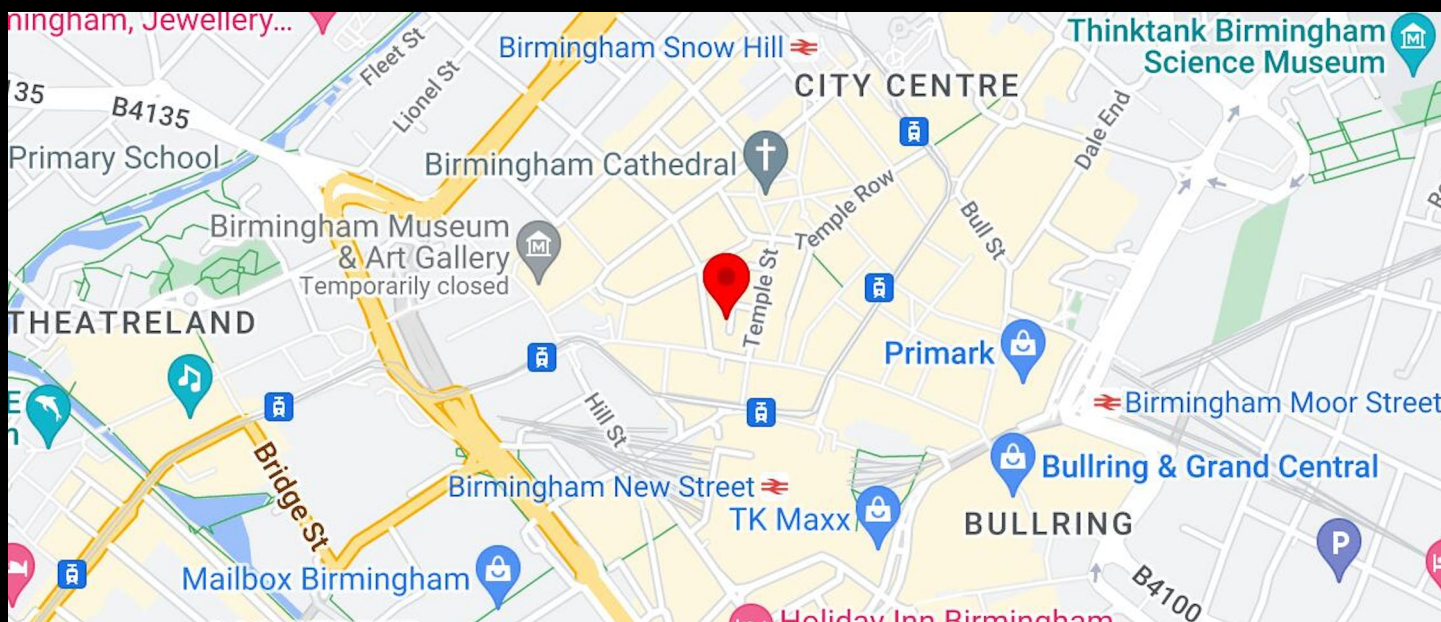 ningham, Jewellery...
Fleet St
Lionel St
Birmingham Snow Hill
CITY CENTRE
Thinktank Birmingham
Science Museum
135
B4135
Dale End
Primary School
Birmingham Cathedral
Temple Row
Bull St
Birmingham Museum
& Art Gallery
Temporarily closed
Temple St
THEATRELAND
Primark
Hill St
Birmingham Moor Street
Bridge St
Bullring & Grand Central
Birmingham New Street
TK Maxx
BULLRING
P
Mailbox Birmingham
B4100
Holiday Inn Birmingham